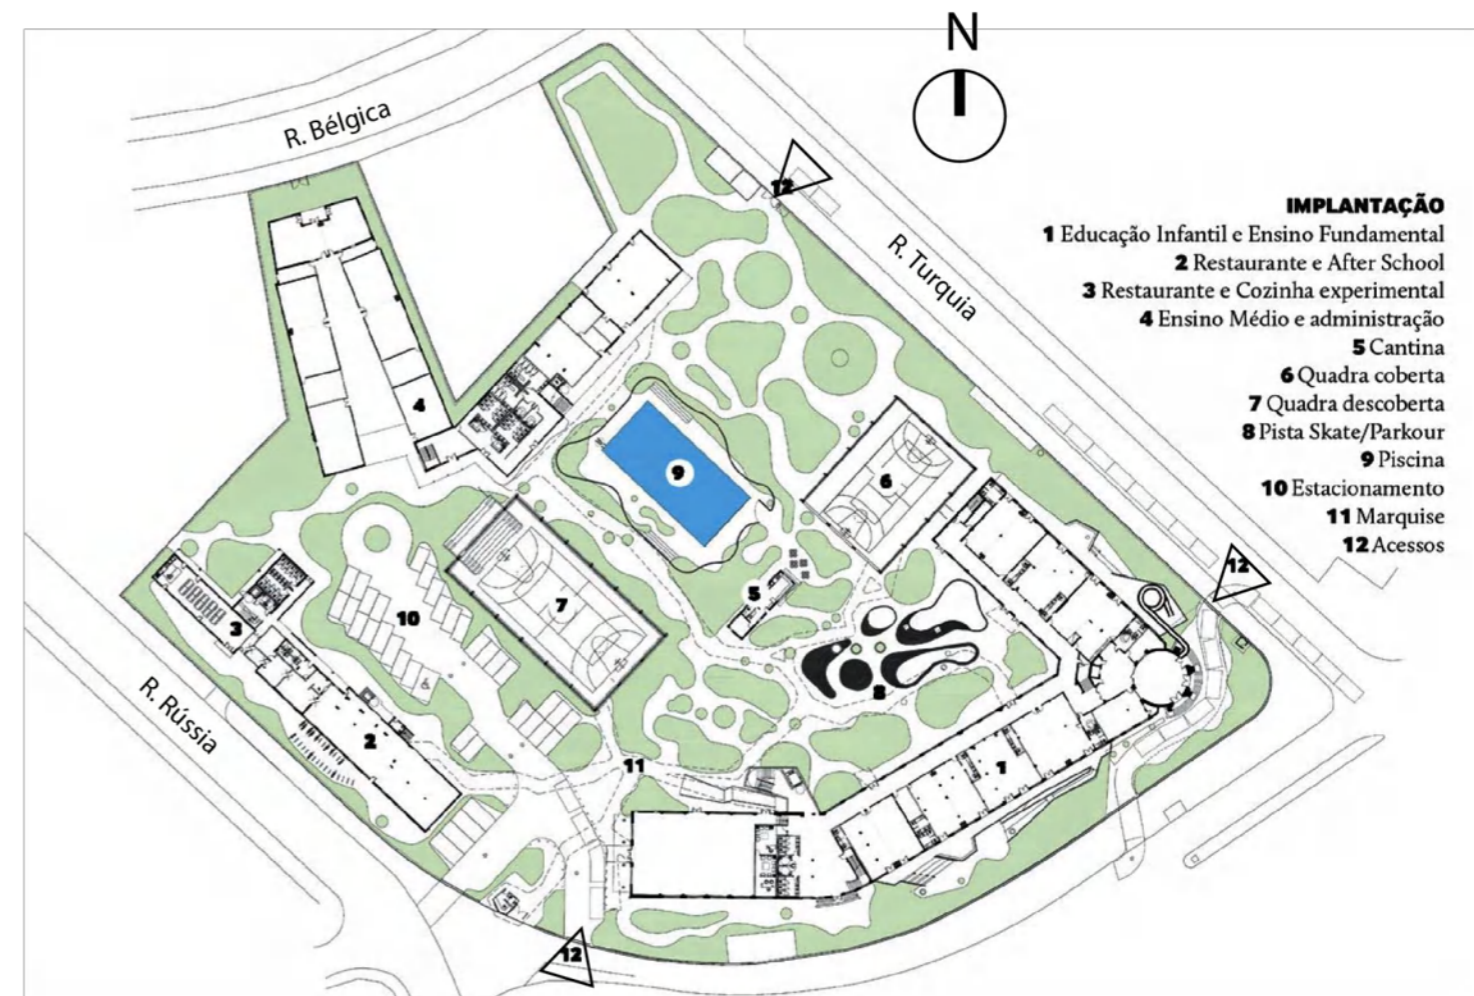 N
R. Bélgica
12
R. Turquia
IMPLANTAÇÃO
1 Educação Infantil e Ensino Fundamental
2 Restaurante e After School
3 Restaurante e Cozinha experimental
4 Ensino Médio e administração
5 Cantina
6 Quadra coberta
7 Quadra descoberta
8 Pista Skate/Parkour
9 Piscina
10 Estacionamento
11 Marquise
12 Acessos
4
9
6
12
5
7
10
3
8
R. Rússia
2
11
1
12